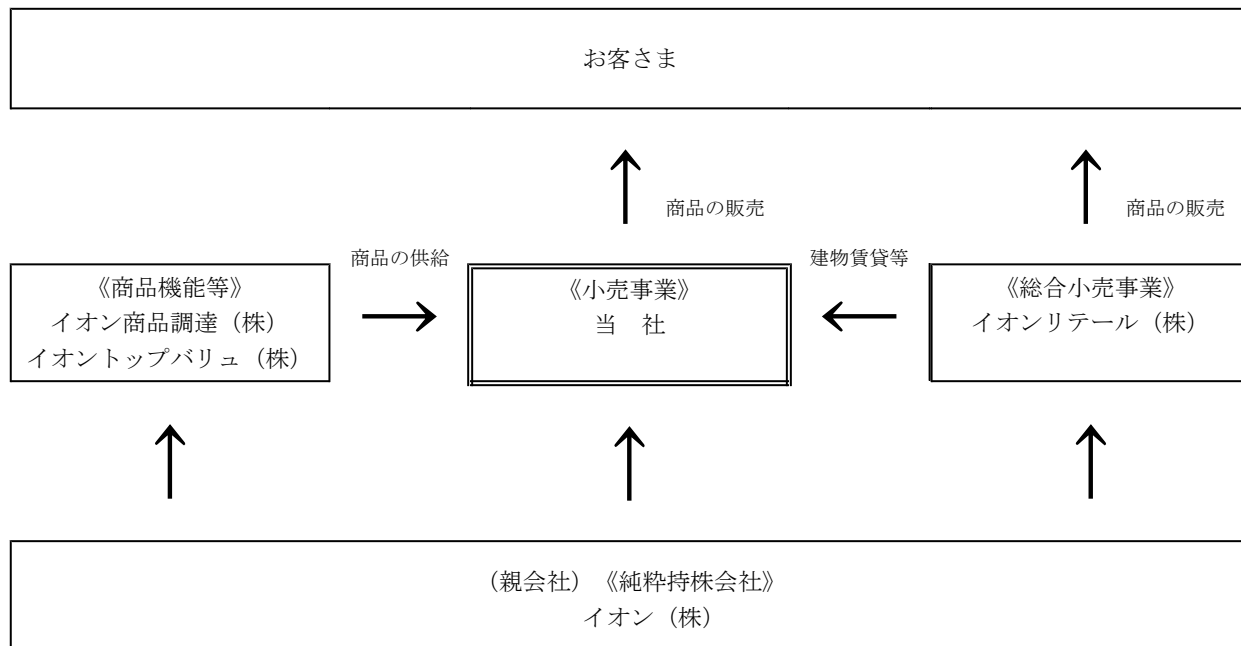 お客さま
商品の販売
商品の販売
商品の供給
建物賃貸等
《商品機能等》
イオン商品調達（株）
イオントップバリュ（株）
《小売事業》
当　社
《総合小売事業》
イオンリテール（株）
（親会社）《純粋持株会社》
イオン（株）